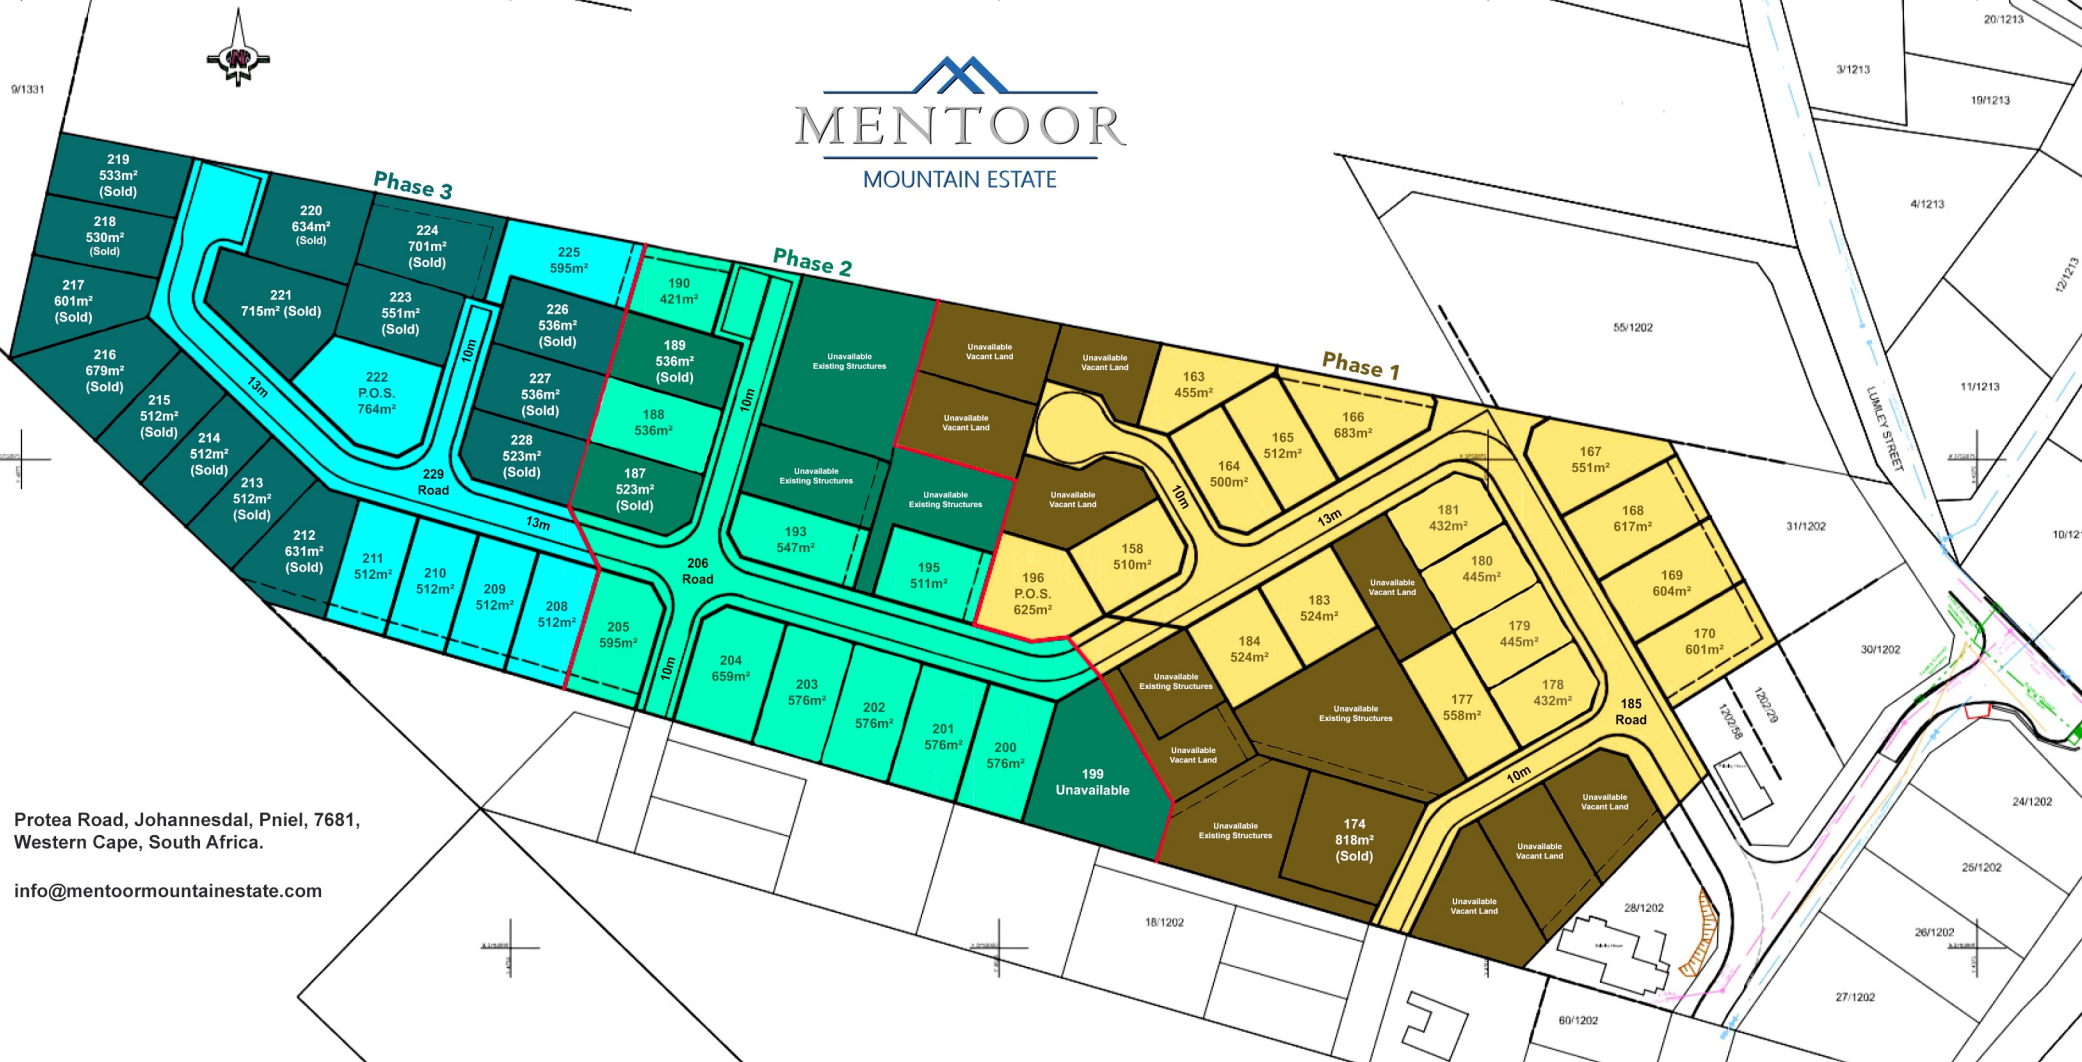 MENTOOR
MOUNTAIN ESTATE
N
9/1331
Phase 3
219
533m²
(Sold)
218
530m²
(Sold)
217
601m²
(Sold)
216
679m²
(Sold)
215
512m²
(Sold)
214
512m²
(Sold)
213
512m²
(Sold)
212
631m²
(Sold)
220
634m²
(Sold)
221
715m² (Sold)
224
701m²
(Sold)
223
551m²
(Sold)
222
P.O.S.
764m²
225
595m²
226
536m²
(Sold)
227
536m²
(Sold)
228
523m²
(Sold)
10m
13m
229
Road
13m
211
512m²
210
512m²
209
512m²
208
512m²
Phase 2
190
421m²
189
536m²
(Sold)
188
536m²
187
523m²
(Sold)
10m
Unavailable
Existing Structures
Unavailable
Existing Structures
Unavailable
Existing Structures
193
547m²
195
511m²
206
Road
205
595m²
10m
204
659m²
203
576m²
202
576m²
201
576m²
200
576m²
199
Unavailable
Phase 1
Unavailable
Vacant Land
Unavailable
Vacant Land
Unavailable
Vacant Land
Unavailable
Vacant Land
163
455m²
164
500m²
165
512m²
166
683m²
10m
13m
158
510m²
196
P.O.S.
625m²
167
551m²
168
617m²
169
604m²
170
601m²
181
432m²
180
445m²
179
445m²
178
432m²
177
558m²
Unavailable
Vacant Land
183
524m²
184
524m²
Unavailable
Existing Structures
Unavailable
Existing Structures
Unavailable
Vacant Land
Unavailable
Existing Structures
174
818m²
(Sold)
185
Road
10m
Unavailable
Vacant Land
Unavailable
Vacant Land
Unavailable
Vacant Land
20/1213
3/1213
19/1213
4/1213
12/1213
11/1213
55/1202
LUMLEY STREET
31/1202
10/12
30/1202
1202/29
1202/58
24/1202
25/1202
26/1202
27/1202
28/1202
60/1202
18/1202
Protea Road, Johannesdal, Pniel, 7681,
Western Cape, South Africa.
info@mentoormountainestate.com